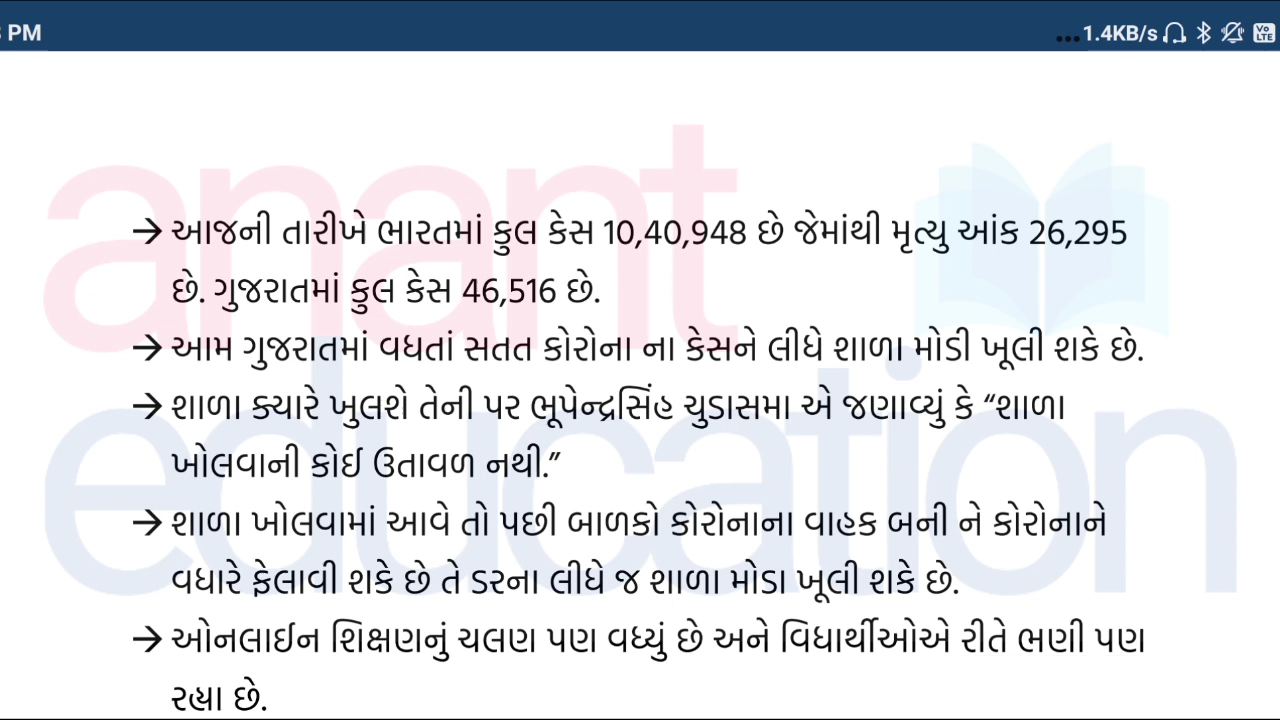 PM
...1.4KB/s
anant
education
→ આજની તારીખે ભારતમાં કુલ કેસ 10,40,948 છે જેમાંથી મૃત્યુ આંક 26,295
છે. ગુજરાતમાં કુલ કેસ 46,516 છે.
→ આમ ગુજરાતમાં વધતાં સતત કોરોના ના કેસને લીધે શાળા મોડી ખૂલી શકે છે.
→ શાળા ક્યારે ખુલશે તેની પર ભૂપેન્દ્રસિંહ ચુડાસમા એ જણાવ્યું કે “શાળા
ખોલવાની કોઈ ઉતાવળ નથી.”
→ શાળા ખોલવામાં આવે તો પછી બાળકો કોરોનાના વાહક બની ને કોરોનાને
વધારે ફેલાવી શકે છે તે ડરના લીધે જ શાળા મોડા ખૂલી શકે છે.
→ ઓનલાઈન શિક્ષણનું ચલણ પણ વધ્યું છે અને વિધાર્થીઓએ રીતે ભણી પણ
રહ્યા છે.